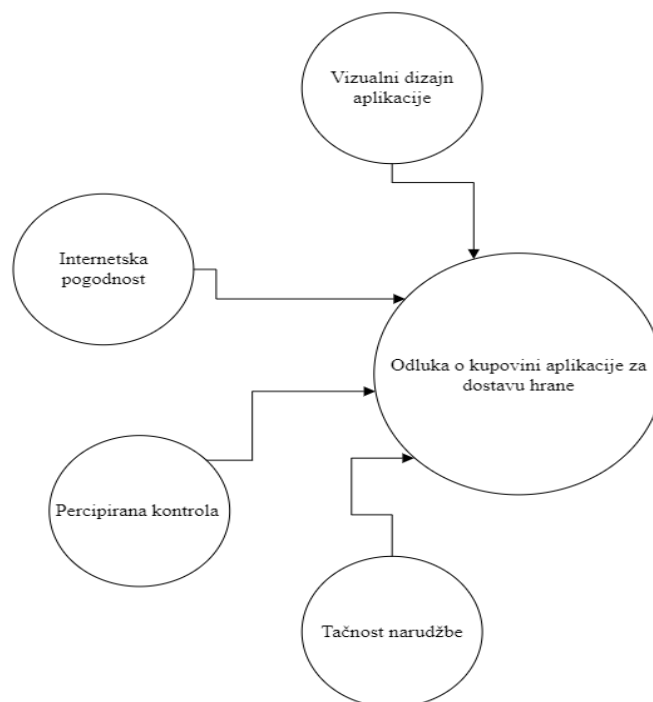 Vizualni dizajn
aplikacije
Internetska
pogodnost
Odluka o kupovini aplikacije za
dostavu hrane
Percipirana kontrola
Tačnost narudžbe